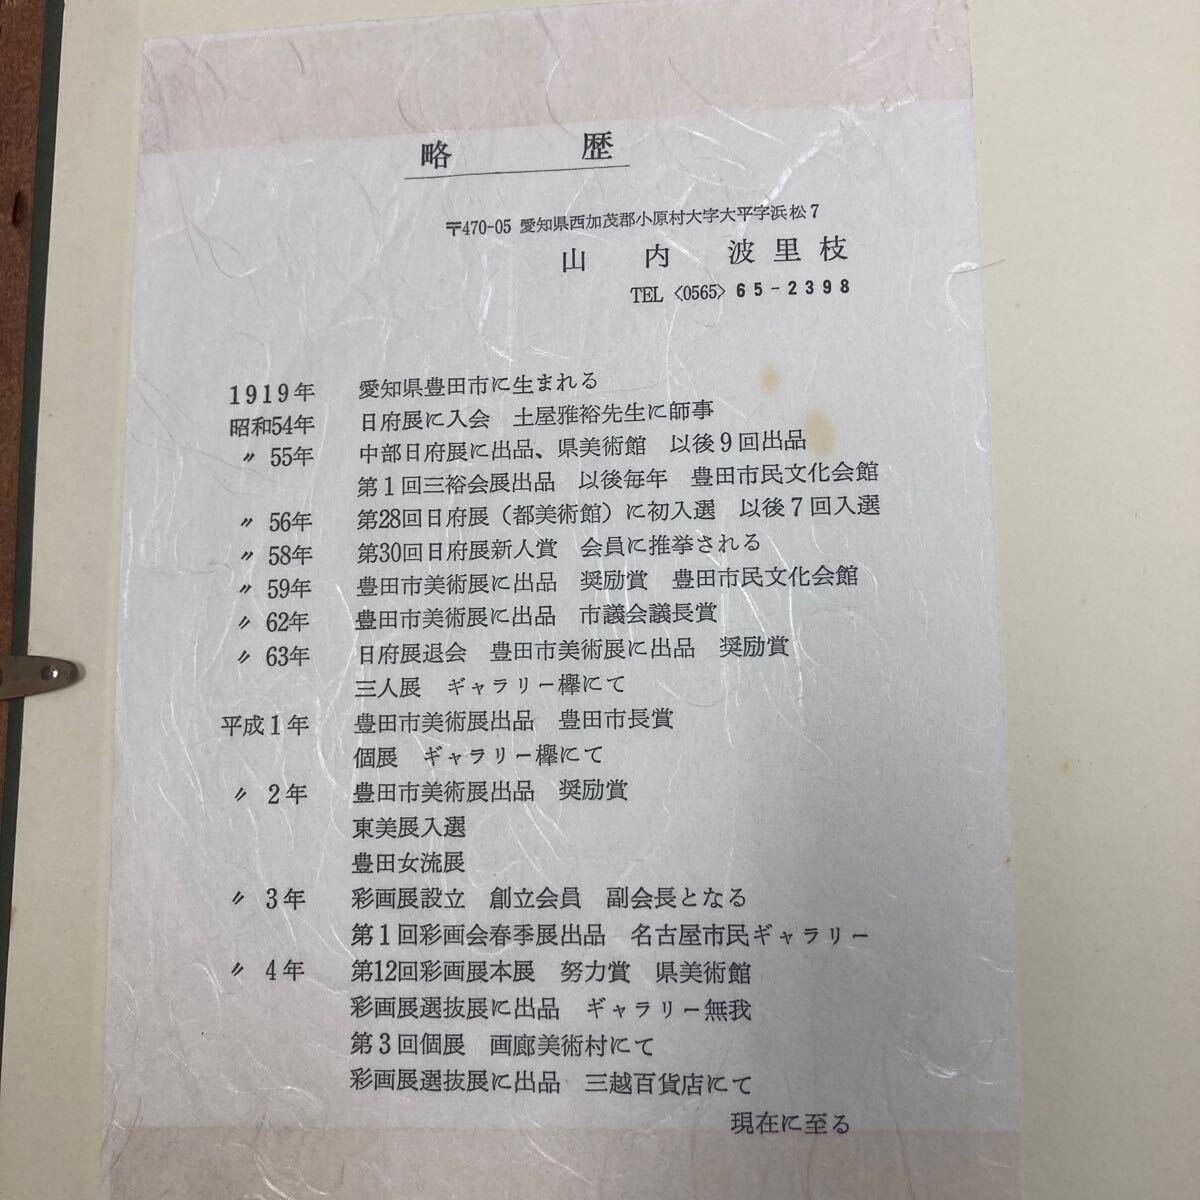 略　歴
〒470-05 愛知県西加茂郡小原村大字大平字浜松7
山　内　波里枝
TEL〈0565〉65-2398
1919年　愛知県豊田市に生まれる
昭和54年　日府展に入会　土屋雅裕先生に師事
〃 55年　中部日府展に出品、県美術館　以後9回出品
第1回三裕会展出品　以後毎年　豊田市民文化会館
〃 56年　第28回日府展（都美術館）に初入選　以後7回入選
〃 58年　第30回日府展新人賞　会員に推挙される
〃 59年　豊田市美術展に出品　奨励賞　豊田市民文化会館
〃 62年　豊田市美術展に出品　市議会議長賞
〃 63年　日府展退会　豊田市美術展に出品　奨励賞
三人展　ギャラリー欅にて
平成1年　豊田市美術展出品　豊田市長賞
個展　ギャラリー欅にて
〃 2年　豊田市美術展出品　奨励賞
東美展入選
豊田女流展
〃 3年　彩画展設立　創立会員　副会長となる
第1回彩画会春季展出品　名古屋市民ギャラリー
〃 4年　第12回彩画展本展　努力賞　県美術館
彩画展選抜展に出品　ギャラリー無我
第3回個展　画廊美術村にて
彩画展選抜展に出品　三越百貨店にて
現在に至る